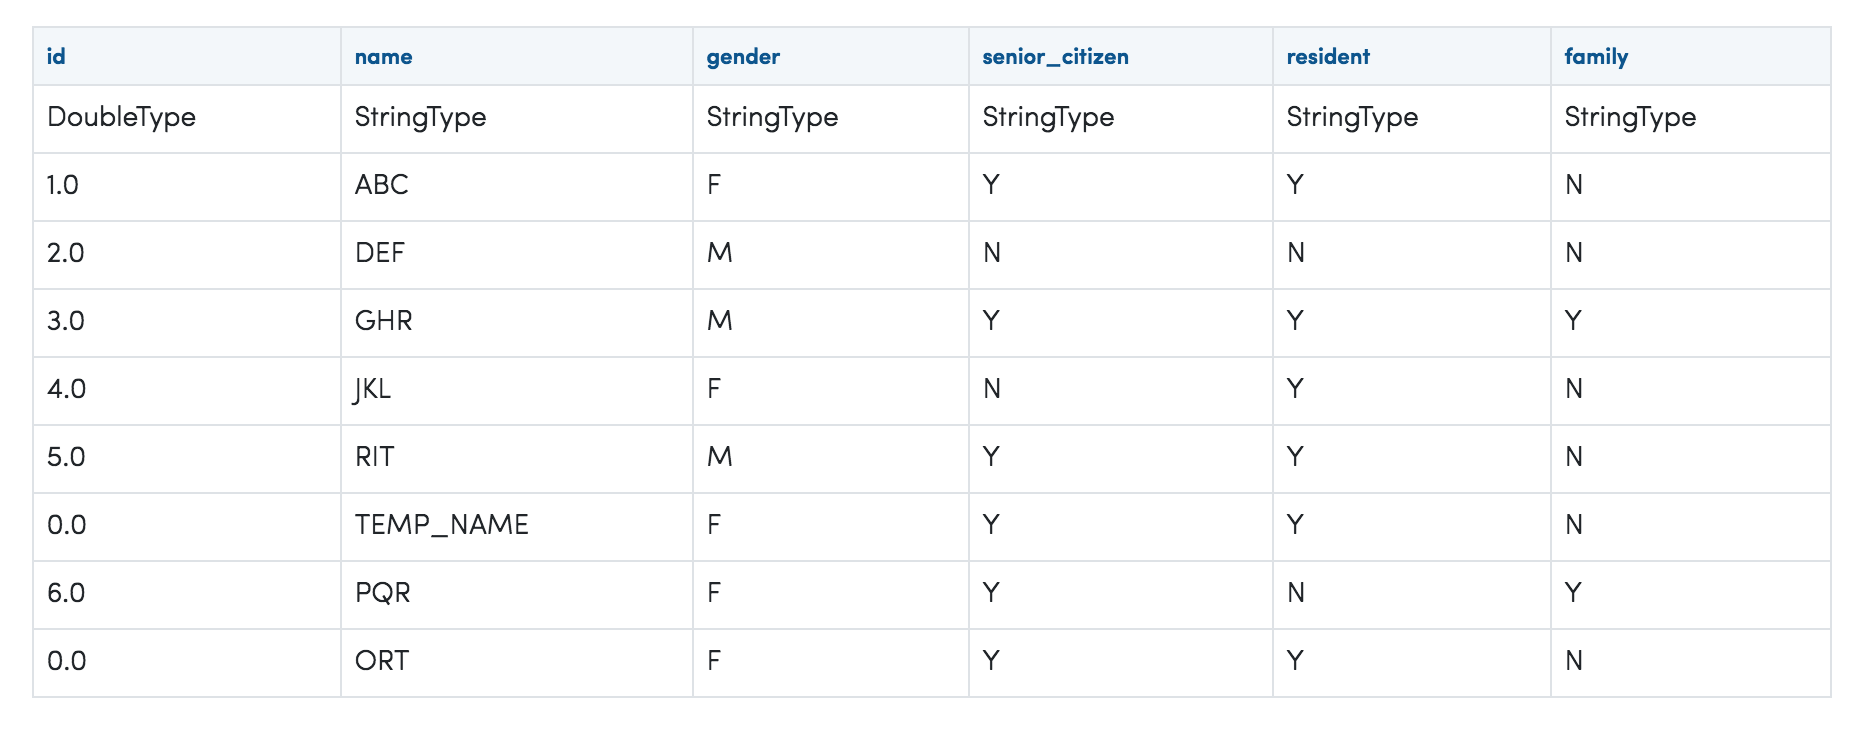 id name gender senior_citizen resident family
DoubleType StringType StringType StringType StringType StringType
1.0 ABC F Y Y N
2.0 DEF M N N N
3.0 GHR M Y Y Y
4.0 JKL F N Y N
5.0 RIT M Y Y N
0.0 TEMP_NAME F Y Y N
6.0 PQR F Y N Y
0.0 ORT F Y Y N